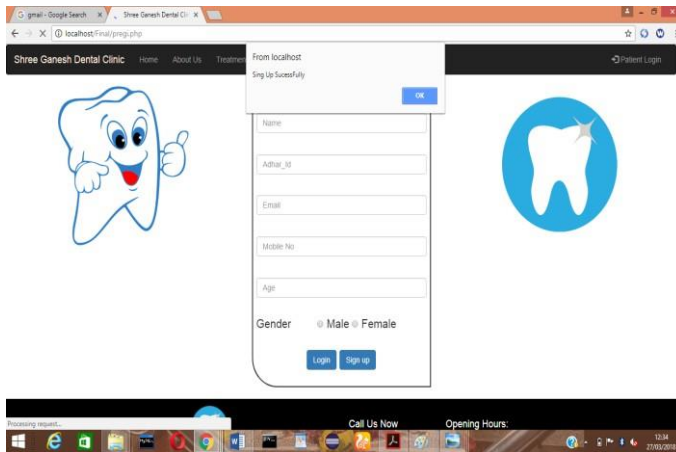 gmail - Google Search
Shree Ganesh Dental Cli
localhost/Final/pregi.php
Shree Ganesh Dental Clinic Home About Us Treatmen Patient Login
From localhost
Sing Up SucessFully
OK
Name
Adhar_Id
Email
Mobile No
Age
Gender Male Female
Login Sign up
Call Us Now Opening Hours:
Processing request...
12:34
27/03/2018